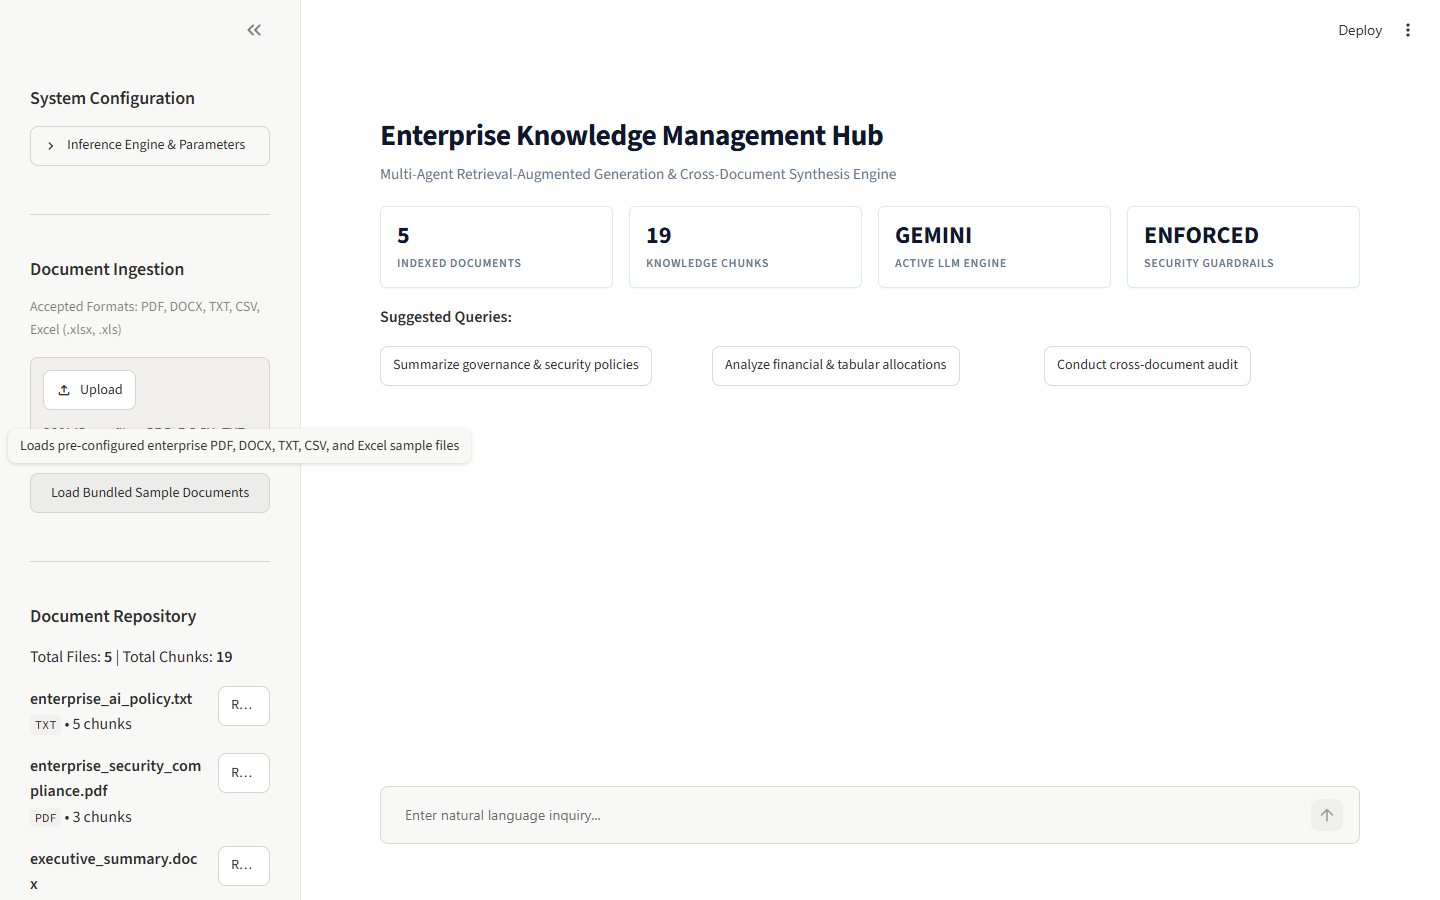 Deploy
System Configuration
Inference Engine & Parameters
Document Ingestion
Accepted Formats: PDF, DOCX, TXT, CSV,
Excel (.xlsx, .xls)
Upload
Loads pre-configured enterprise PDF, DOCX, TXT, CSV, and Excel sample files
Load Bundled Sample Documents
Document Repository
Total Files: 5 | Total Chunks: 19
enterprise_ai_policy.txt
R...
TXT • 5 chunks
enterprise_security_com
pliance.pdf
R...
PDF • 3 chunks
executive_summary.doc
x
R...
Enterprise Knowledge Management Hub
Multi-Agent Retrieval-Augmented Generation & Cross-Document Synthesis Engine
5
INDEXED DOCUMENTS
19
KNOWLEDGE CHUNKS
GEMINI
ACTIVE LLM ENGINE
ENFORCED
SECURITY GUARDRAILS
Suggested Queries:
Summarize governance & security policies
Analyze financial & tabular allocations
Conduct cross-document audit
Enter natural language inquiry...